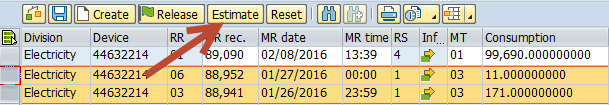 Create Release Estimate Reset
Division Device RR MR rec. MR date MR time RS Inf... MT Consumption
Electricity 44632214 89,090 02/08/2016 13:39 4 01 99,690.000000000
Electricity 44632214 06 88,952 01/27/2016 00:00 1 03 11.0000000000
Electricity 44632214 03 88,941 01/26/2016 23:59 1 03 171.000000000